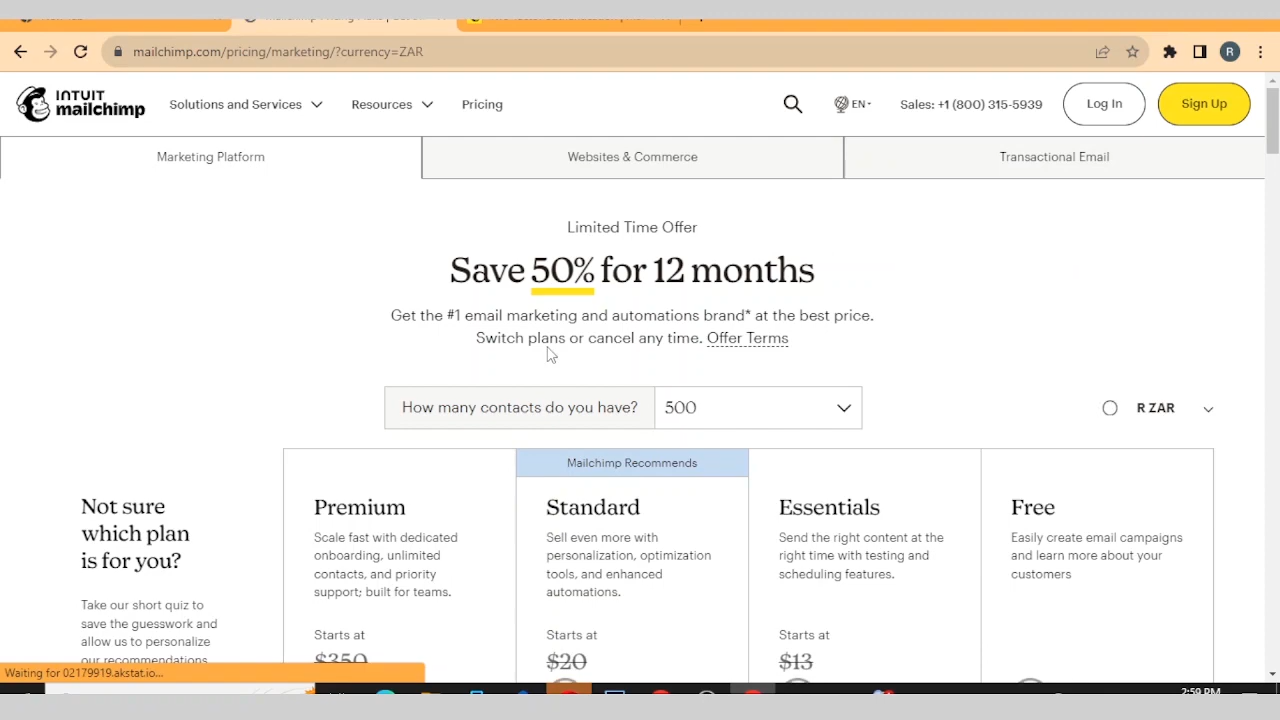 mailchimp.com/pricing/marketing/?currency=ZAR
R
INTUIT
mailchimp
Solutions and Services
Resources
Pricing
EN
Sales: +1 (800) 315-5939
Log In
Sign Up
Marketing Platform
Websites & Commerce
Transactional Email
Limited Time Offer
Save 50% for 12 months
Get the #1 email marketing and automations brand* at the best price.
Switch plans or cancel any time. Offer Terms
How many contacts do you have?
500
R ZAR
Mailchimp Recommends
Not sure
which plan
is for you?
Take our short quiz to
save the guesswork and
allow us to personalize
our recommendations
Premium
Scale fast with dedicated
onboarding, unlimited
contacts, and priority
support; built for teams.
Starts at
$350
Standard
Sell even more with
personalization, optimization
tools, and enhanced
automations.
Starts at
$20
Essentials
Send the right content at the
right time with testing and
scheduling features.
Starts at
$13
Free
Easily create email campaigns
and learn more about your
customers
Waiting for 02179919.akstat.io...
2:59 PM